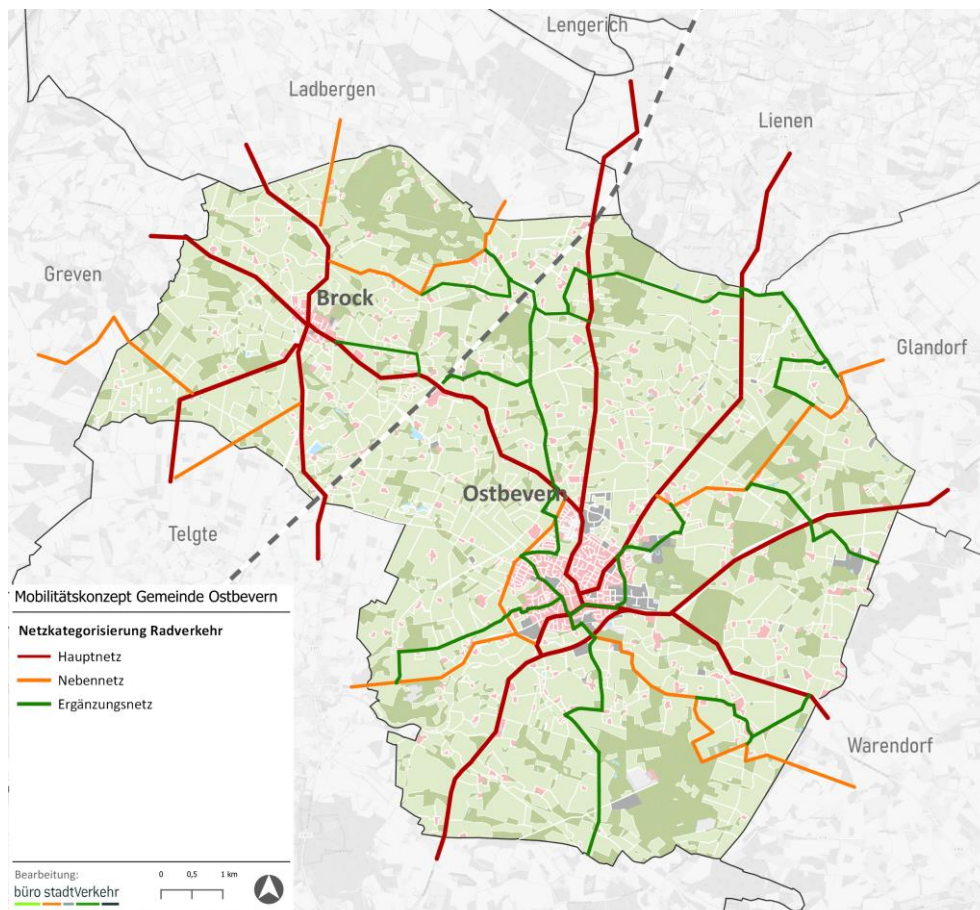 Lengerich
Ladbergen
Lienen
Greven
Brock
Glandorf
Ostbevern
Telgte
Warendorf
Mobilitätskonzept Gemeinde Ostbevern
Netzkategorisierung Radverkehr
Hauptnetz
Nebennetz
Ergänzungsnetz
Bearbeitung:
büro stadtVerkehr
0 0,5 1 km